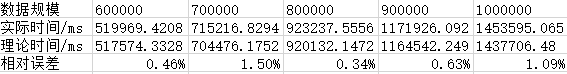 数据规模 600000 700000 800000 900000 1000000
实际时间/ms 519969.4208 715216.8294 923237.5556 1171926.092 1453595.065
理论时间/ms 517574.3328 704476.1752 920132.1472 1164542.249 1437706.48
相对误差 0.46% 1.50% 0.34% 0.63% 1.09%